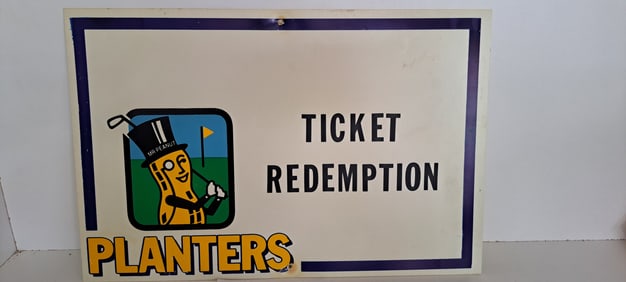 MR. PEANUT
TICKET
REDEMPTION
PLANTERS